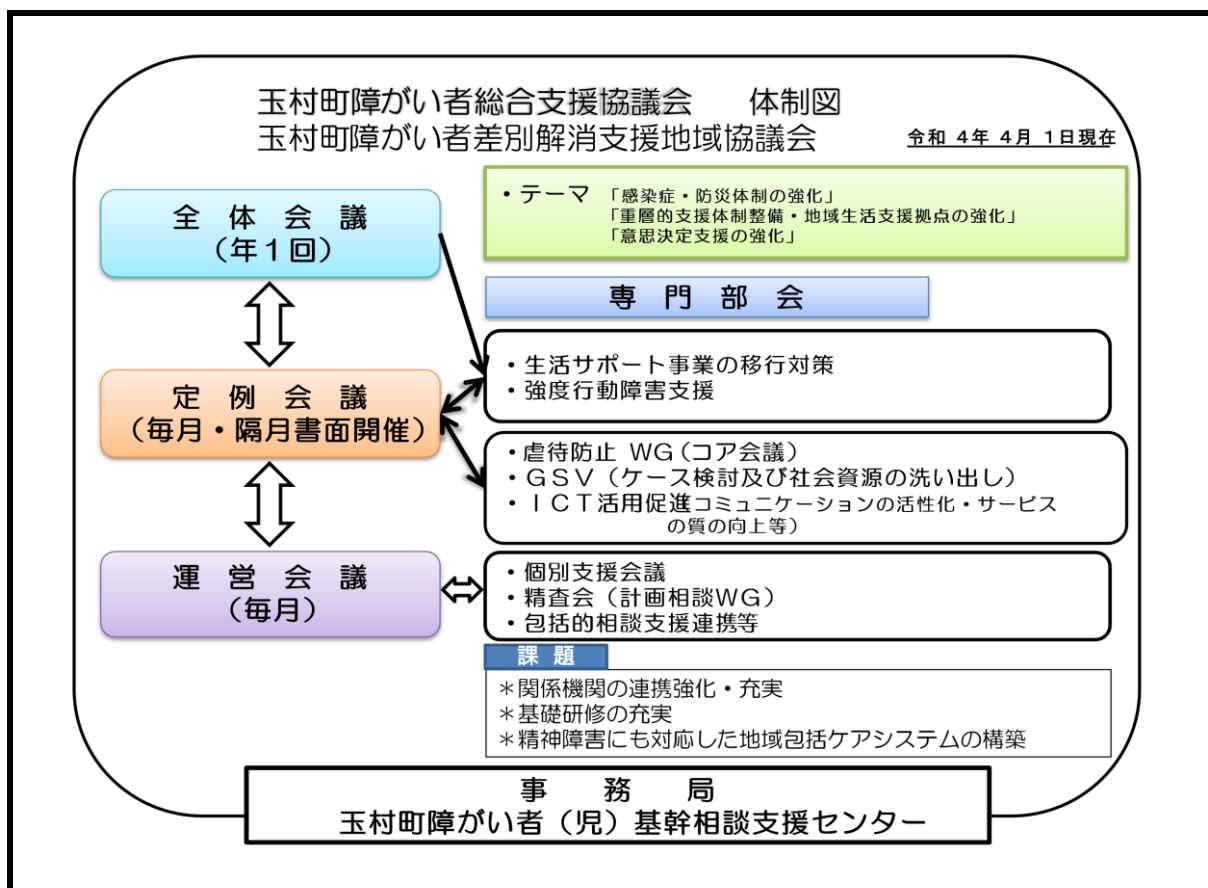 玉村町障がい者総合支援協議会　　体制図
玉村町障がい者差別解消支援地域協議会
令和 4年 4月 1日現在
・テーマ 「感染症・防災体制の強化」
「重層的支援体制整備・地域生活支援拠点の強化」
「意思決定支援の強化」
全 体 会 議
（年１回）
専 門 部 会
・生活サポート事業の移行対策
・強度行動障害支援
定 例 会 議
（毎月・隔月書面開催）
・虐待防止 WG（コア会議）
・ＧＳＶ（ケース検討及び社会資源の洗い出し）
・ＩＣＴ活用促進コミュニケーションの活性化・サービス
の質の向上等）
運 営 会 議
（毎月）
・個別支援会議
・精査会（計画相談ＷＧ）
・包括的相談支援連携等
課 題
＊関係機関の連携強化・充実
＊基礎研修の充実
＊精神障害にも対応した地域包括ケアシステムの構築
事　務　局
玉村町障がい者（児）基幹相談支援センター